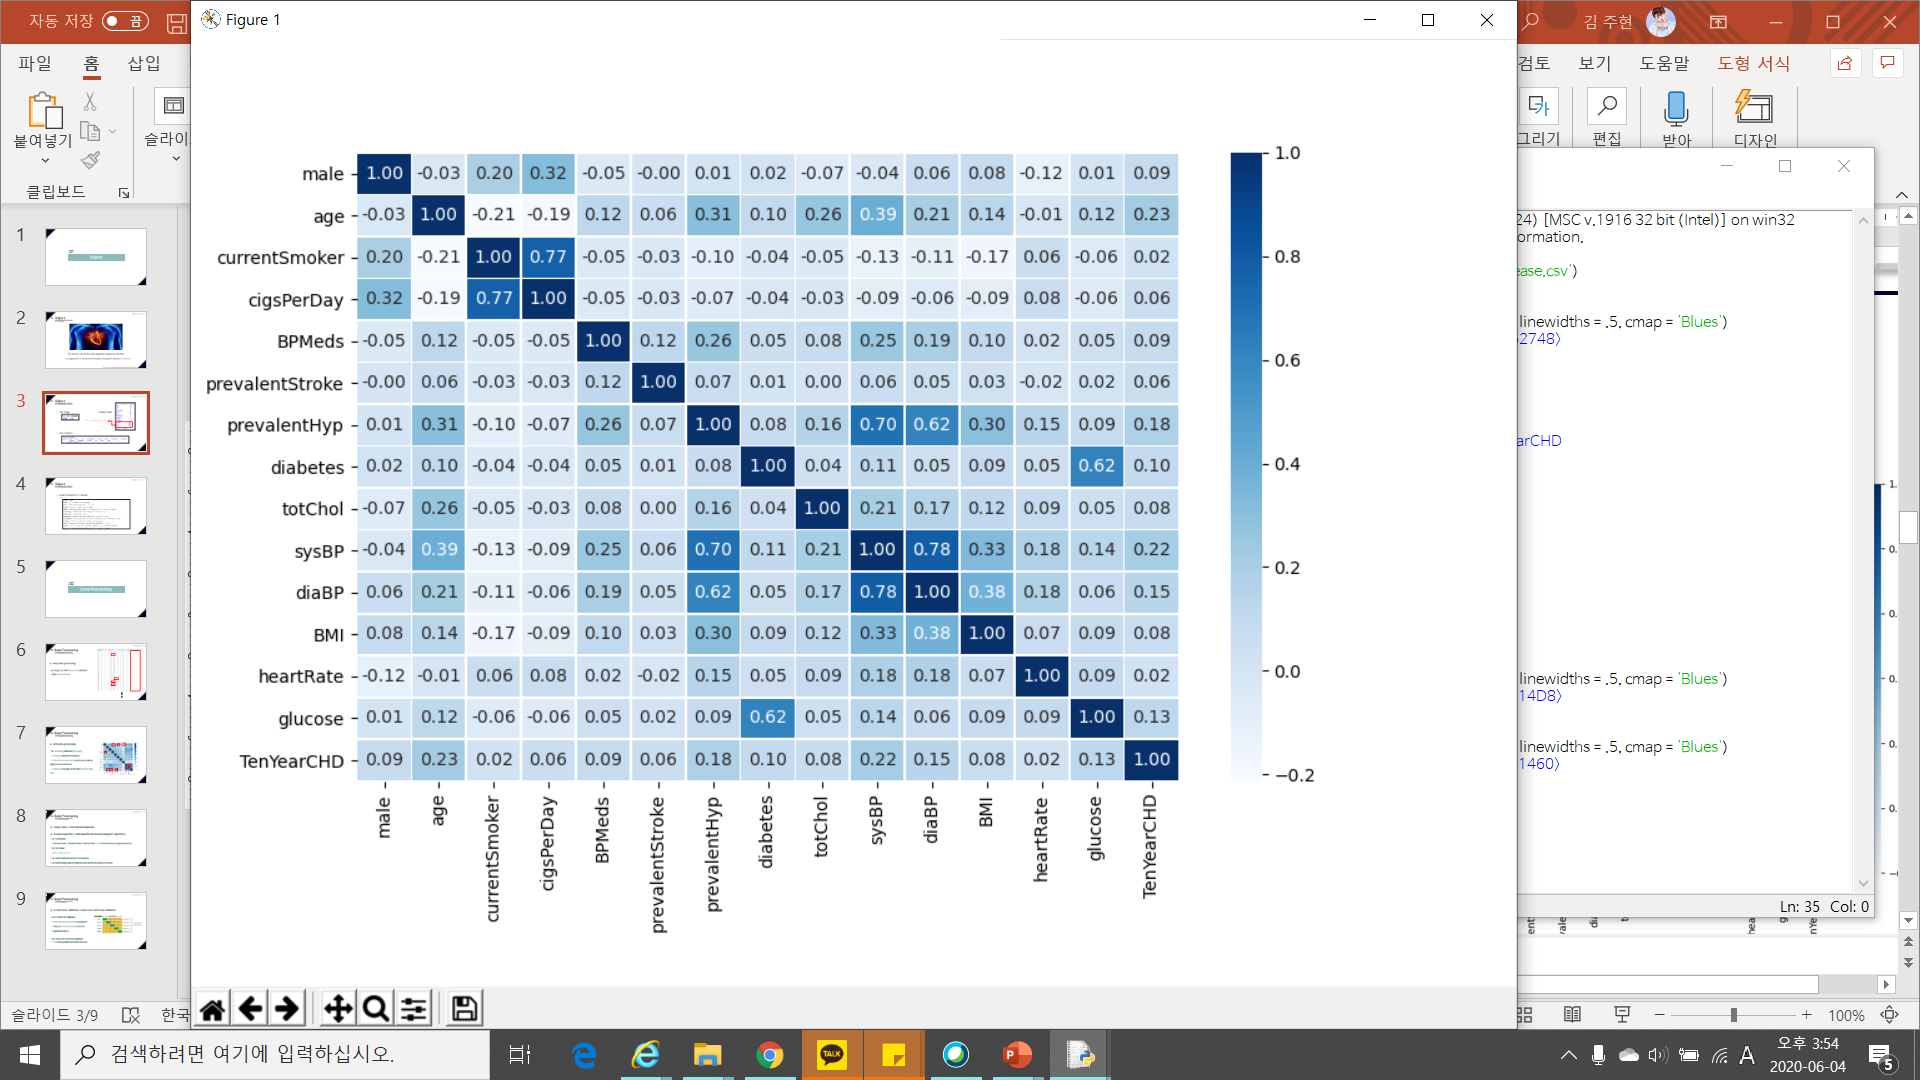 자동 저장 끔
Figure 1
김 주현
파일 홈 삽입
검토 보기 도움말 도형 서식
붙여넣기
슬라이
그리기 편집 받아 디자인
클립보드
24) [MSC v.1916 32 bit (Intel)] on win32
ormation.
ease.csv')
linewidths = .5, cmap = 'Blues')
2748>
arCHD
linewidths = .5, cmap = 'Blues')
14D8>
linewidths = .5, cmap = 'Blues')
1460>
Ln: 35 Col: 0
1
2
3
4
5
6
7
8
9
male 1.00 -0.03 0.20 0.32 -0.05 -0.00 0.01 0.02 -0.07 -0.04 0.06 0.08 -0.12 0.01 0.09
age -0.03 1.00 -0.21 -0.19 0.12 0.06 0.31 0.10 0.26 0.39 0.21 0.14 -0.01 0.12 0.23
currentSmoker 0.20 -0.21 1.00 0.77 -0.05 -0.03 -0.10 -0.04 -0.05 -0.13 -0.11 -0.17 0.06 -0.06 0.02
cigsPerDay 0.32 -0.19 0.77 1.00 -0.05 -0.03 -0.07 -0.04 -0.03 -0.09 -0.06 -0.09 0.08 -0.06 0.06
BPMeds -0.05 0.12 -0.05 -0.05 1.00 0.12 0.26 0.05 0.08 0.25 0.19 0.10 0.02 0.05 0.09
prevalentStroke -0.00 0.06 -0.03 -0.03 0.12 1.00 0.07 0.01 0.00 0.06 0.05 0.03 -0.02 0.02 0.06
prevalentHyp 0.01 0.31 -0.10 -0.07 0.26 0.07 1.00 0.08 0.16 0.70 0.62 0.30 0.15 0.09 0.18
diabetes 0.02 0.10 -0.04 -0.04 0.05 0.01 0.08 1.00 0.04 0.11 0.05 0.09 0.05 0.62 0.10
totChol -0.07 0.26 -0.05 -0.03 0.08 0.00 0.16 0.04 1.00 0.21 0.17 0.12 0.09 0.05 0.08
sysBP -0.04 0.39 -0.13 -0.09 0.25 0.06 0.70 0.11 0.21 1.00 0.78 0.33 0.18 0.14 0.22
diaBP 0.06 0.21 -0.11 -0.06 0.19 0.05 0.62 0.05 0.17 0.78 1.00 0.38 0.18 0.06 0.15
BMI 0.08 0.14 -0.17 -0.09 0.10 0.03 0.30 0.09 0.12 0.33 0.38 1.00 0.07 0.09 0.08
heartRate -0.12 -0.01 0.06 0.08 0.02 -0.02 0.15 0.05 0.09 0.18 0.18 0.07 1.00 0.09 0.02
glucose 0.01 0.12 -0.06 -0.06 0.05 0.02 0.09 0.62 0.05 0.14 0.06 0.09 0.09 1.00 0.13
TenYearCHD 0.09 0.23 0.02 0.06 0.09 0.06 0.18 0.10 0.08 0.22 0.15 0.08 0.02 0.13 1.00
male age currentSmoker cigsPerDay BPMeds prevalentStroke prevalentHyp diabetes totChol sysBP diaBP BMI heartRate glucose TenYearCHD
1.0
0.8
0.6
0.4
0.2
0.0
−0.2
슬라이드 3/9 한국
100%
검색하려면 여기에 입력하십시오.
TALK
A 오후 3:54
2020-06-04
5